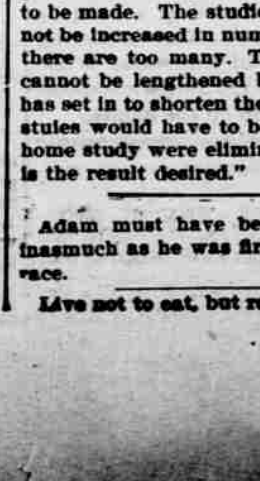 to be made. The studie
not be increased in num
there are too many. T
cannot be lengthened b
has set in to shorten the
stuies would have to b
home study were elimin
is the result desired."
Adam must have be
inasmuch as he was fir
race.
Live not to eat, but r